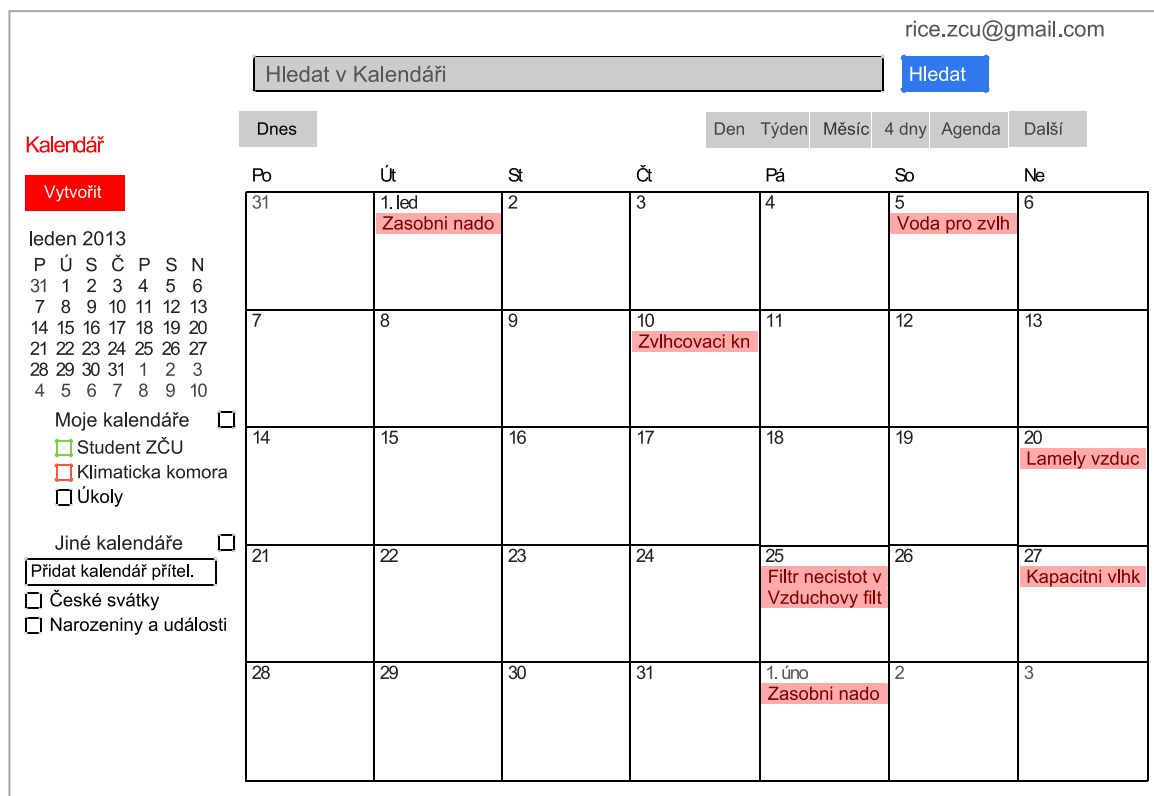 rice.zcu@gmail.com
Hledat v Kalendáři
Hledat
Dnes
Den Týden Měsíc 4 dny Agenda Další
Kalendář
Vytvořit
leden 2013
P Ú S Č P S N
31 1 2 3 4 5 6
7 8 9 10 11 12 13
14 15 16 17 18 19 20
21 22 23 24 25 26 27
28 29 30 31 1 2 3
4 5 6 7 8 9 10
Moje kalendáře
Student ZČU
Klimaticka komora
Úkoly
Jiné kalendáře
Přidat kalendář přítel.
České svátky
Narozeniny a události
Po Út St Čt Pá So Ne
31 1. led 2 3 4 5 6
Zasobni nado Voda pro zvlh
7 8 9 10 11 12 13
Zvlhcovaci kn
14 15 16 17 18 19 20
Lamely vzduc
21 22 23 24 25 26 27
Filtr necistot v Kapacitni vlhk
Vzduchovy filt
28 29 30 31 1. úno 2 3
Zasobni nado